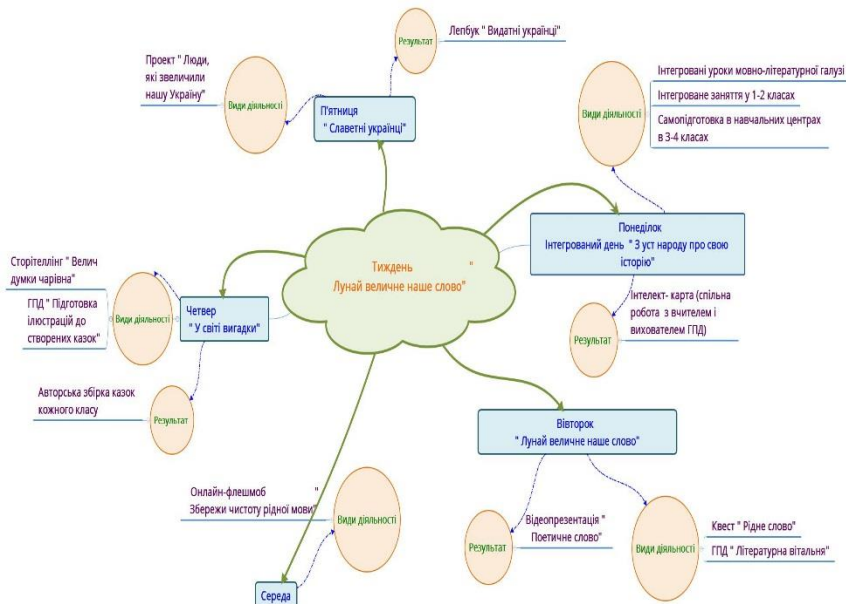 Тиждень "
Лунай величне наше слово"
Понеділок
Інтегрований день " З уст народу про свою
історію"
Види діяльності
Інтегровані уроки мовно-літературної галузі
Інтегроване заняття у 1-2 класах
Самопідготовка в навчальних центрах
в 3-4 класах
Результат
Інтелект- карта (спільна
робота з вчителем і
вихователем ГПД)
Вівторок
" Лунай величне наше слово"
Види діяльності
Квест " Рідне слово"
ГПД " Літературна вітальня"
Результат
Відеопрезентація "
Поетичне слово"
Середа
Види діяльності
Онлайн-флешмоб "
Збережи чистоту рідної мови"
Четвер
" У світі вигадки"
Види діяльності
Сторітеллінг " Велич
думки чарівна"
ГПД " Підготовка
ілюстрацій до
створених казок"
Результат
Авторська збірка казок
кожного класу
П'ятниця
" Славетні українці"
Види діяльності
Проект " Люди,
які звеличили
нашу Україну"
Результат
Лепбук " Видатні українці"